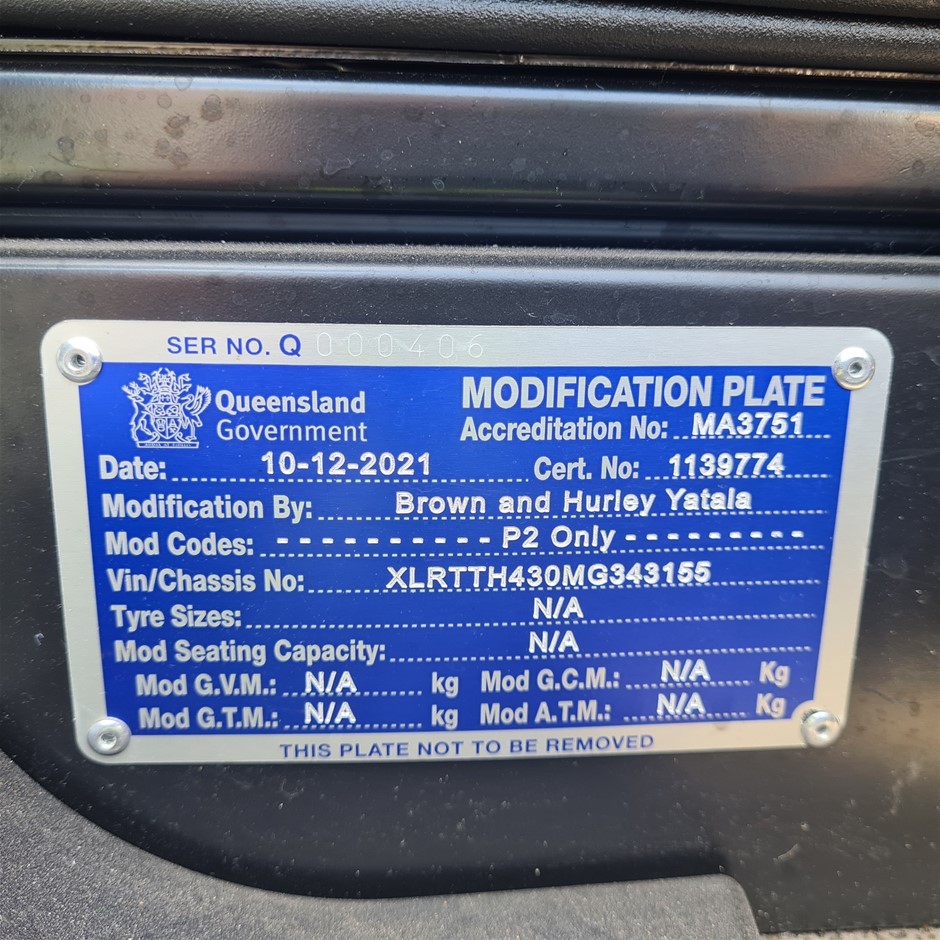 SER NO. Q 000406
Queensland
Government
MODIFICATION PLATE
Accreditation No: MA3751
Date: 10-12-2021 Cert. No: 1139774
Modification By: Brown and Hurley Yatala
Mod Codes: - - - - - - - - - - - P2 Only - - - - - - - - -
Vin/Chassis No: XLRTTH430MG343155
Tyre Sizes: N/A
Mod Seating Capacity: N/A
Mod G.V.M.: N/A kg Mod G.C.M.: N/A Kg
Mod G.T.M.: N/A kg Mod A.T.M.: N/A Kg
THIS PLATE NOT TO BE REMOVED